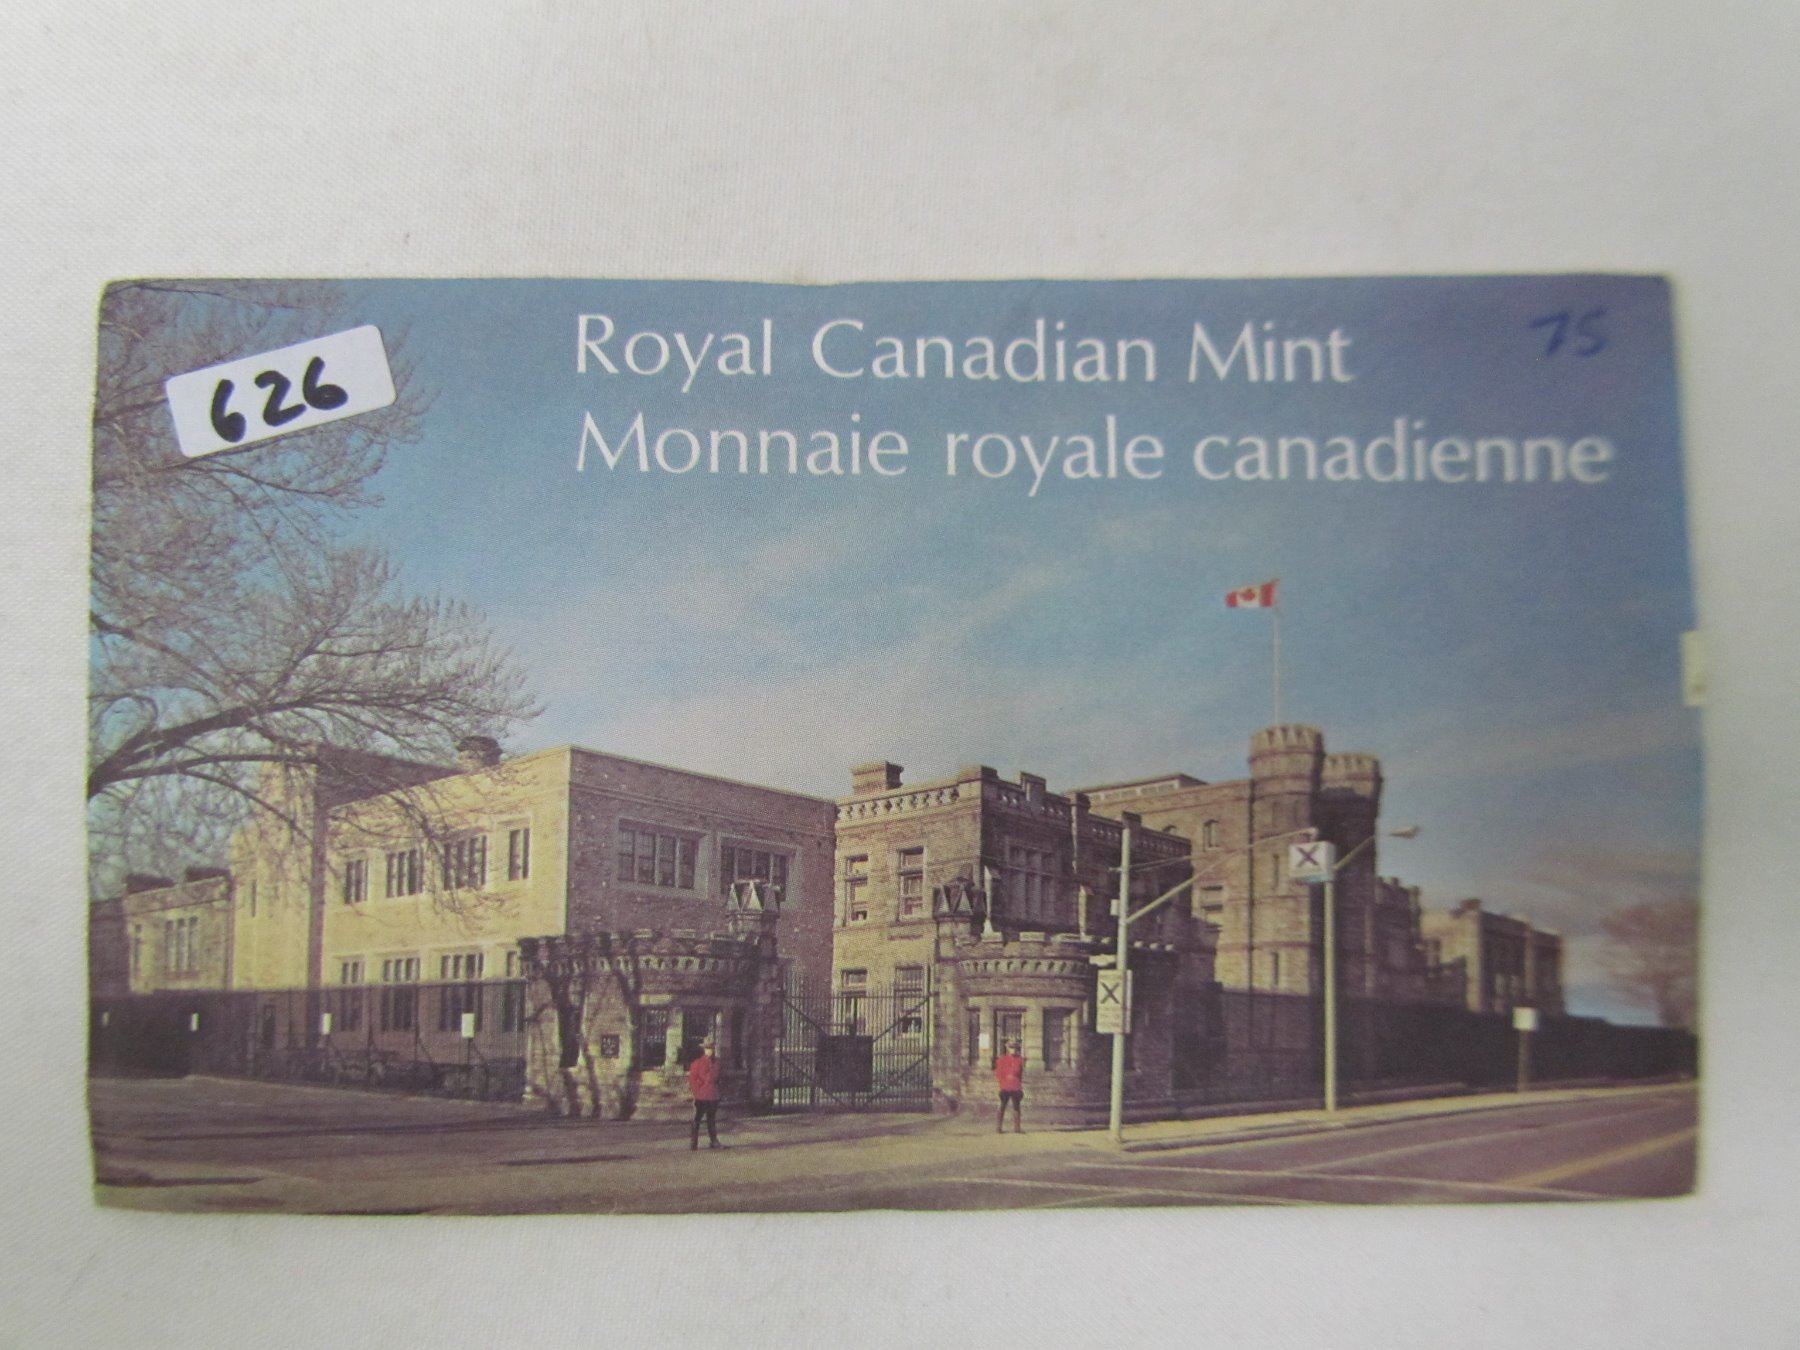 626
Royal Canadian Mint
75
Monnaie royale canadienne
X
X